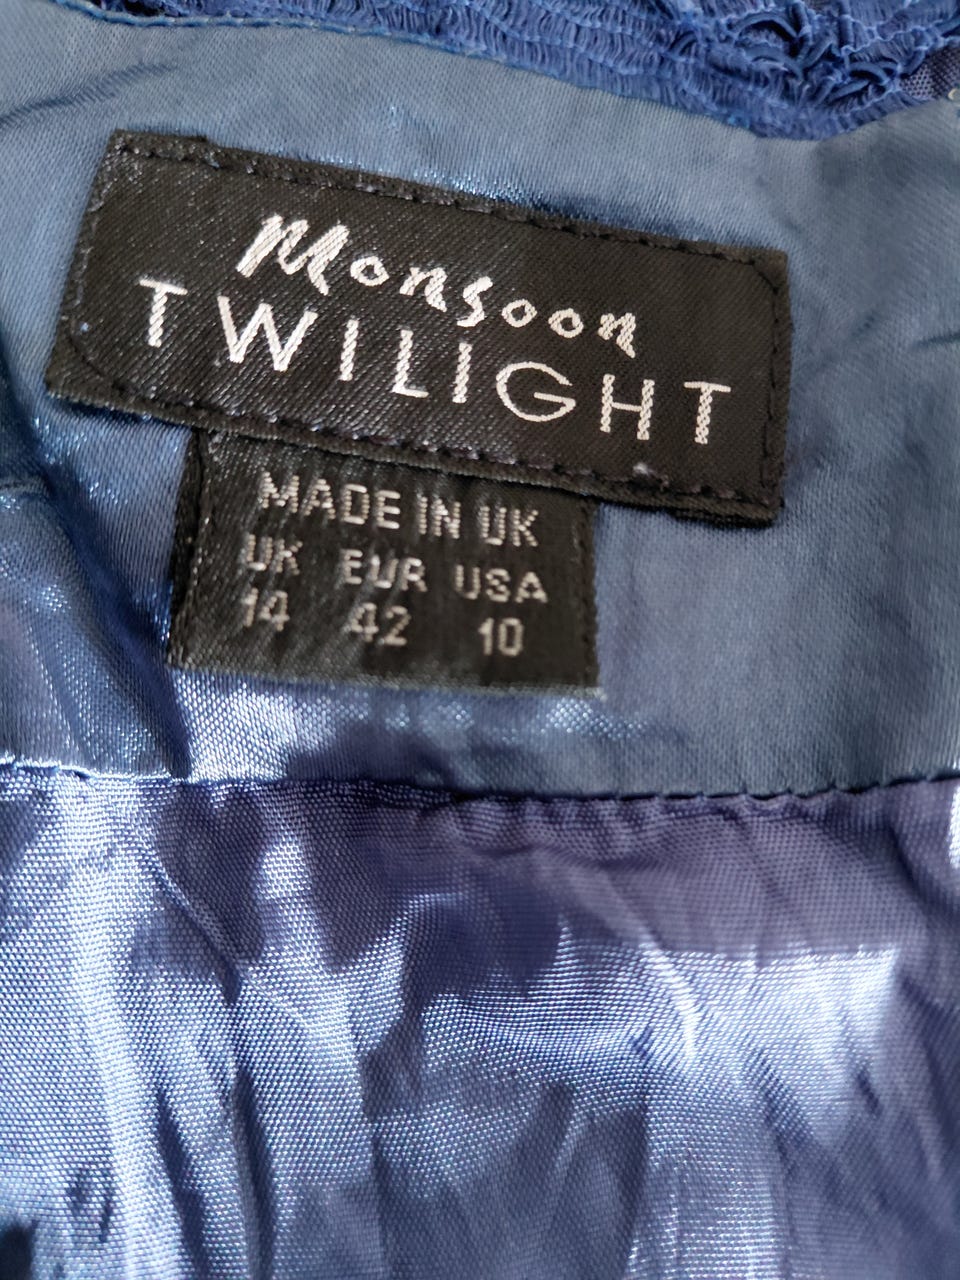 Monsoon
TWILIGHT
MADE IN UK
UK EUR USA
14 42 10